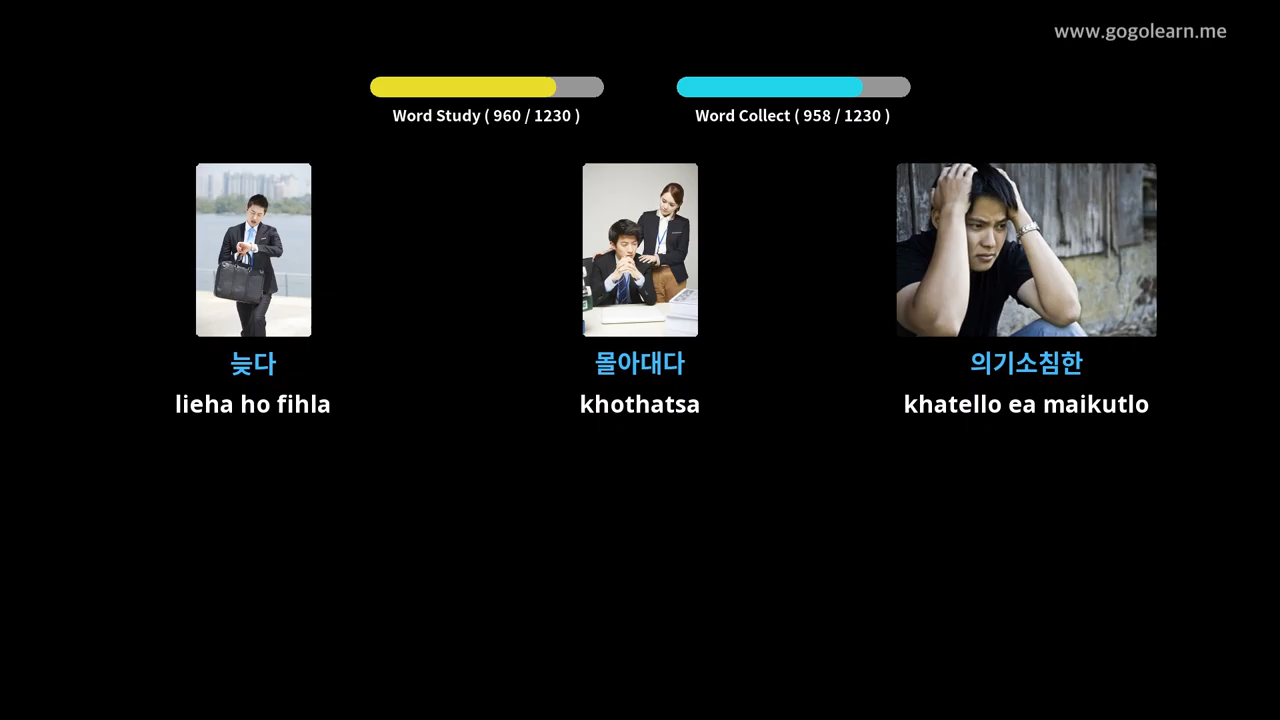 www.gogolearn.me
Word Study ( 960 / 1230 )
Word Collect ( 958 / 1230 )
늦다
몰아대다
의기소침한
lieha ho fihla
khothatsa
khatello ea maikutlo